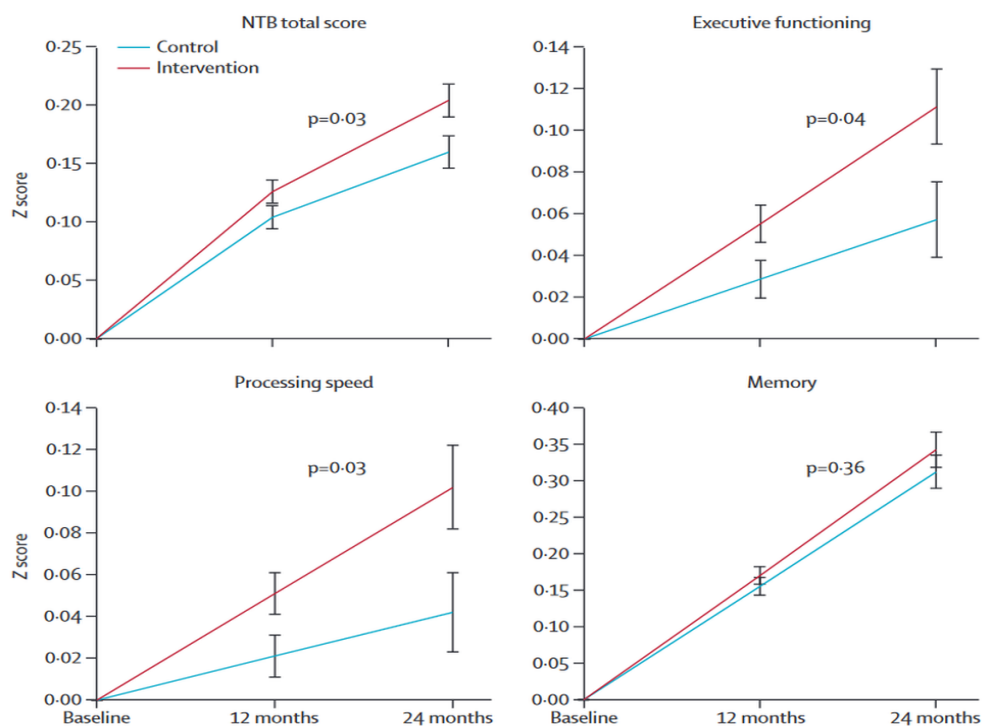 NTB total score
Control
Intervention
p=0·03
Z score
0·25
0·20
0·15
0·10
0·05
0·00
Executive functioning
p=0·04
0·14
0·12
0·10
0·08
0·06
0·04
0·02
0·00
Processing speed
p=0·03
Z score
0·14
0·12
0·10
0·08
0·06
0·04
0·02
0·00
Baseline
12 months
24 months
Memory
p=0·36
0·40
0·35
0·30
0·25
0·20
0·15
0·10
0·05
0·00
Baseline
12 months
24 months